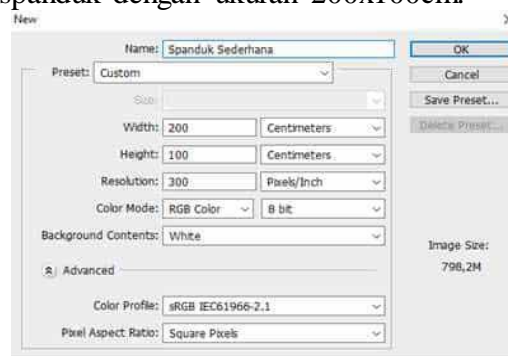 spanduk dengan ukuran 200x100cm.
New
Name: Spanduk Sederhana
OK
Preset: Custom
Cancel
Size:
Save Preset...
Width: 200 Centimeters
Delete Preset...
Height: 100 Centimeters
Resolution: 300 Pixels/Inch
Color Mode: RGB Color 8 bit
Background Contents: White
Image Size:
798,2M
Advanced
Color Profile: sRGB IEC61966-2.1
Pixel Aspect Ratio: Square Pixels